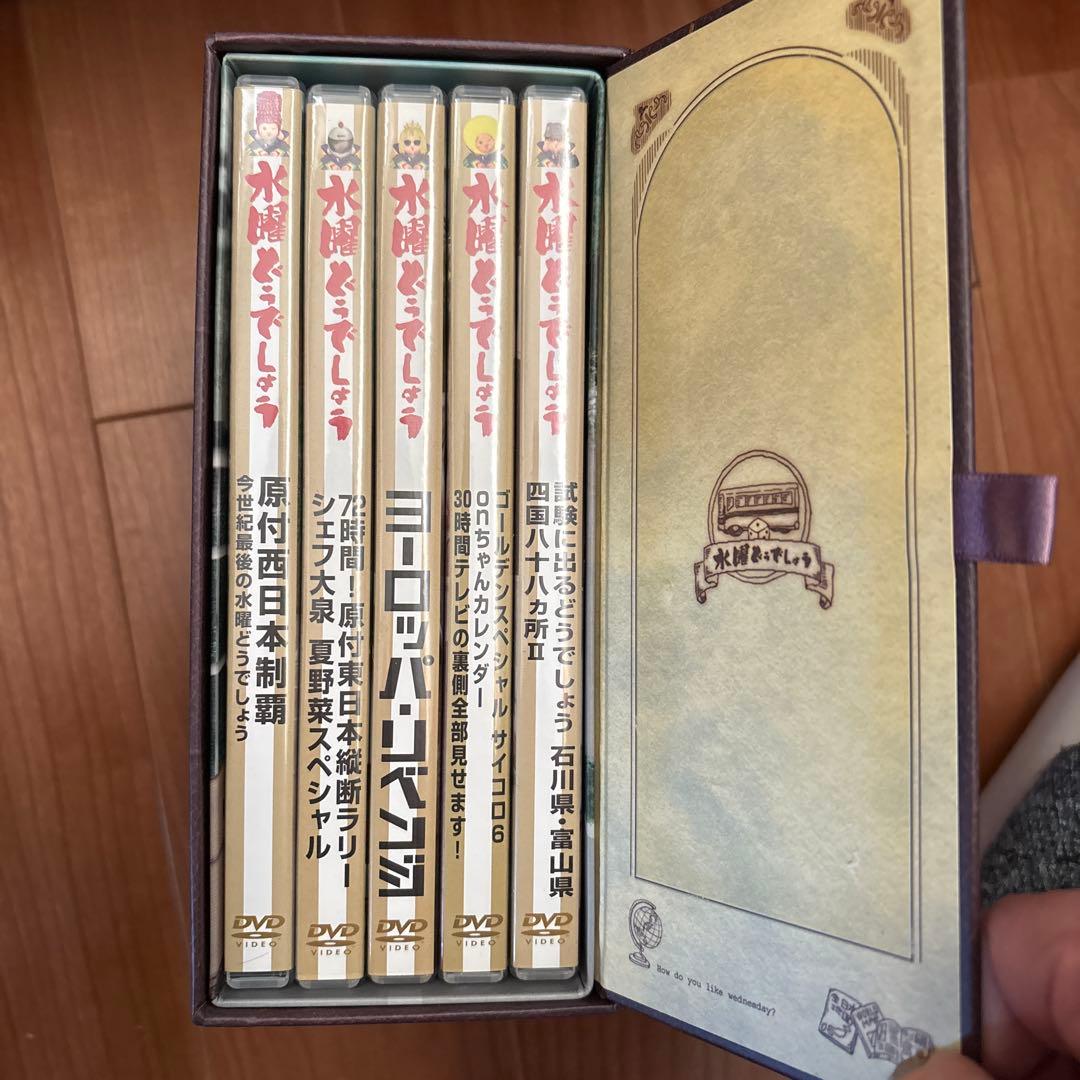 水曜どうでしょう
原付西日本制覇
今世紀最後の水曜どうでしょう
DVD
VIDEO
水曜どうでしょう
72時間!原付東日本縦断ラリー
シェフ大泉 夏野菜スペシャル
DVD
VIDEO
水曜どうでしょう
ヨーロッパ・リベンジ
DVD
VIDEO
水曜どうでしょう
ゴールデンスペシャル サイコロ6
onちゃんカレンダー
30時間テレビの裏側全部見せます!
DVD
VIDEO
水曜どうでしょう
試験に出るどうでしょう 石川県・富山県
四国八十八ヵ所II
DVD
VIDEO
水曜どうでしょう
How do you like wednesday?